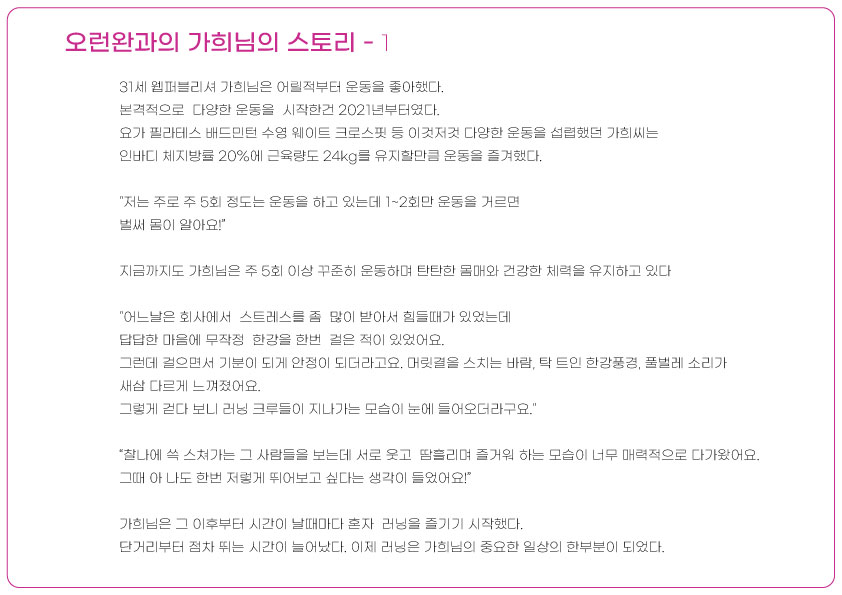 오런완과의 가희님의 스토리 - 1
31세 웹퍼블리셔 가희님은 어릴적부터 운동을 좋아했다.
본격적으로 다양한 운동을 시작한건 2021년부터였다.
요가 필라테스 배드민턴 수영 웨이트 크로스핏 등 이것저것 다양한 운동을 섭렵했던 가희씨는
인바디 체지방률 20%에 근육량도 24kg를 유지할만큼 운동을 즐겨했다.
"저는 주로 주 5회 정도는 운동을 하고 있는데 1~2회만 운동을 거르면
벌써 몸이 알아요!"
지금까지도 가희님은 주 5회 이상 꾸준히 운동하며 탄탄한 몸매와 건강한 체력을 유지하고 있다
"어느날은 회사에서 스트레스를 좀 많이 받아서 힘들때가 있었는데
답답한 마음에 무작정 한강을 한번 걸은 적이 있었어요.
그런데 걸으면서 기분이 되게 안정이 되더라고요. 머릿결을 스치는 바람, 탁 트인 한강풍경, 풀벌레 소리가
새삼 다르게 느껴졌어요.
그렇게 걷다 보니 러닝 크루들이 지나가는 모습이 눈에 들어오더라구요."
"찰나에 쓱 스쳐가는 그 사람들을 보는데 서로 웃고 땀흘리며 즐거워 하는 모습이 너무 매력적으로 다가왔어요.
그때 아 나도 한번 저렇게 뛰어보고 싶다는 생각이 들었어요!"
가희님은 그 이후부터 시간이 날때마다 혼자 러닝을 즐기기 시작했다.
단거리부터 점차 뛰는 시간이 늘어났다. 이제 러닝은 가희님의 중요한 일상의 한부분이 되었다.